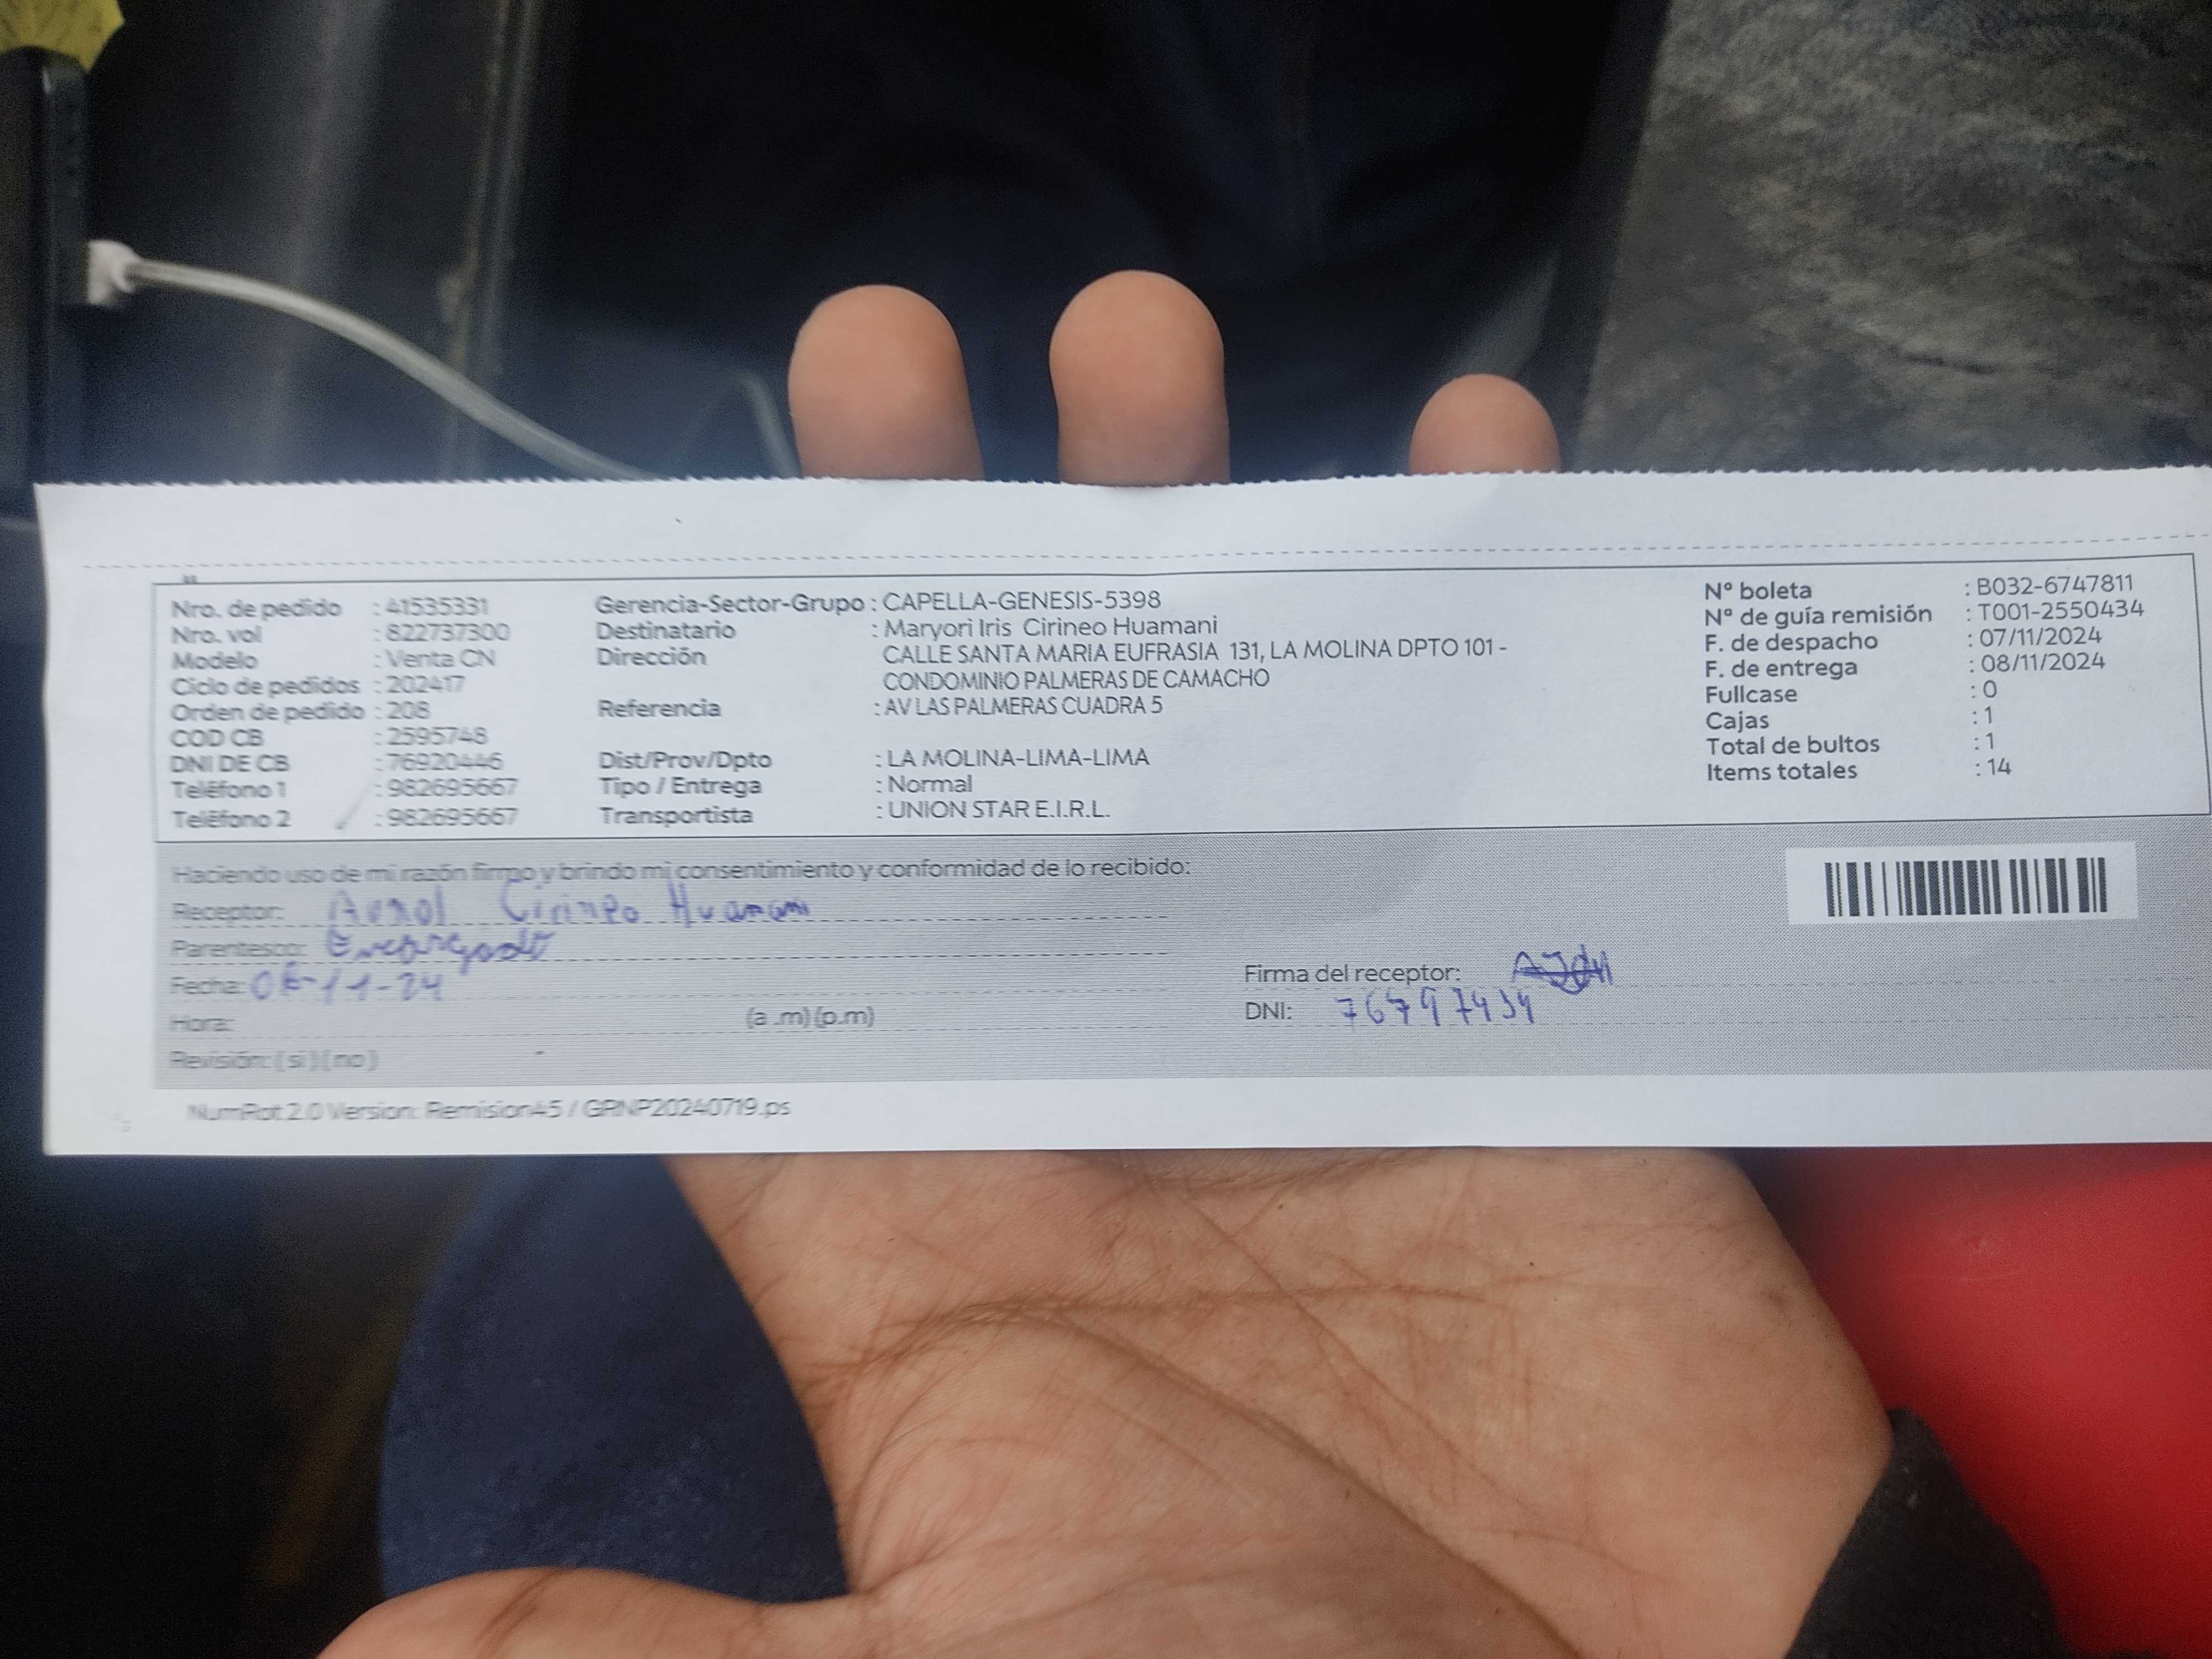 Nro. de pedido : 41535331
Nro. vol : 822737300
Modelo : Venta CN
Ciclo de pedidos : 202417
Orden de pedido : 208
COD CB : 2595748
DNI DE CB : 76920446
Teléfono 1 : 982695667
Teléfono 2 : 982695667
Gerencia-Sector-Grupo : CAPELLA-GENESIS-5398
Destinatario : Maryori Iris Cirineo Huamani
Dirección CALLE SANTA MARIA EUFRASIA 131, LA MOLINA DPTO 101 -
CONDOMINIO PALMERAS DE CAMACHO
Referencia : AV LAS PALMERAS CUADRA 5
Dist/Prov/Dpto : LA MOLINA-LIMA-LIMA
Tipo / Entrega : Normal
Transportista : UNION STAR E.I.R.L.
Nº boleta : B032-6747811
Nº de guía remisión : T001-2550434
F. de despacho : 07/11/2024
F. de entrega : 08/11/2024
Fullcase : 0
Cajas : 1
Total de bultos : 1
Items totales : 14
Haciendo uso de mi razón firmo y brindo mi consentimiento y conformidad de lo recibido:
Receptor: Cirineo Huamani
Parentesco: Encargado
Fecha:
Hora: (a .m) (p.m)
Revisión: ( si ) ( no )
Firma del receptor:
DNI: 76797434
NumRot 2.0 Version: Remision45 / GRNP20240719.ps